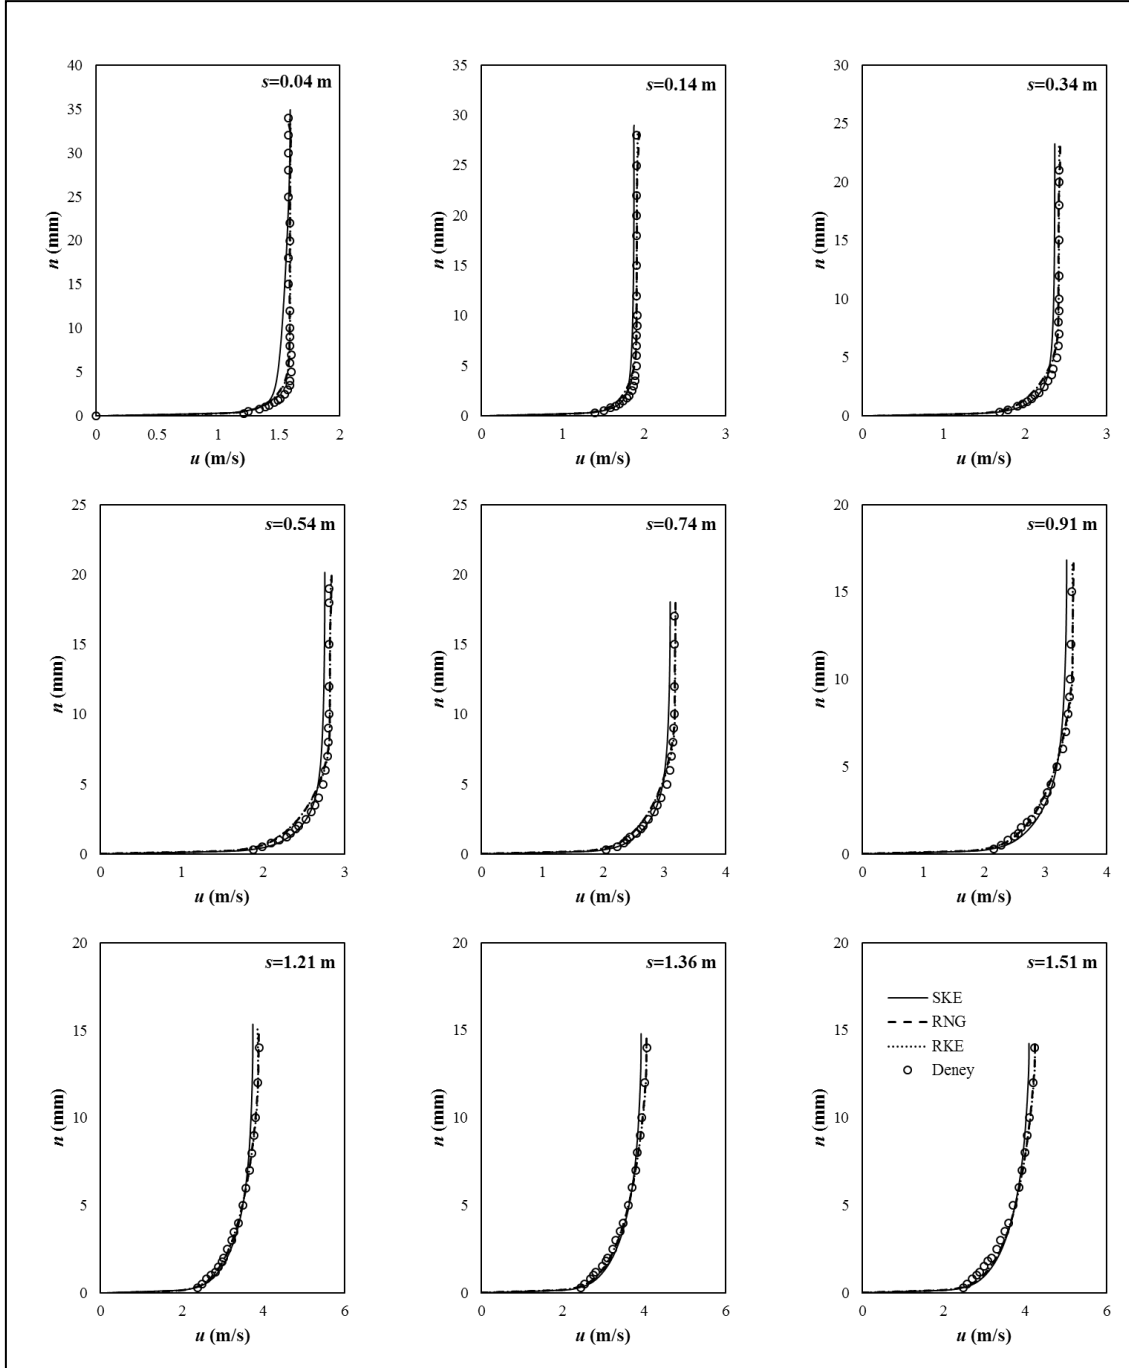 s=0.04 m
40
35
30
25
20
15
10
5
0
n (mm)
0 0.5 1 1.5 2
u (m/s)
s=0.14 m
35
30
25
20
15
10
5
0
n (mm)
0 1 2 3
u (m/s)
s=0.34 m
30
25
20
15
10
5
0
n (mm)
0 1 2 3
u (m/s)
s=0.54 m
25
20
15
10
5
0
n (mm)
0 1 2 3
u (m/s)
s=0.74 m
25
20
15
10
5
0
n (mm)
0 1 2 3 4
u (m/s)
s=0.91 m
20
15
10
5
0
n (mm)
0 1 2 3 4
u (m/s)
s=1.21 m
20
15
10
5
0
n (mm)
0 2 4 6
u (m/s)
s=1.36 m
20
15
10
5
0
n (mm)
0 2 4 6
u (m/s)
s=1.51 m
20
15
10
5
0
n (mm)
SKE
RNG
RKE
Deney
0 2 4 6
u (m/s)